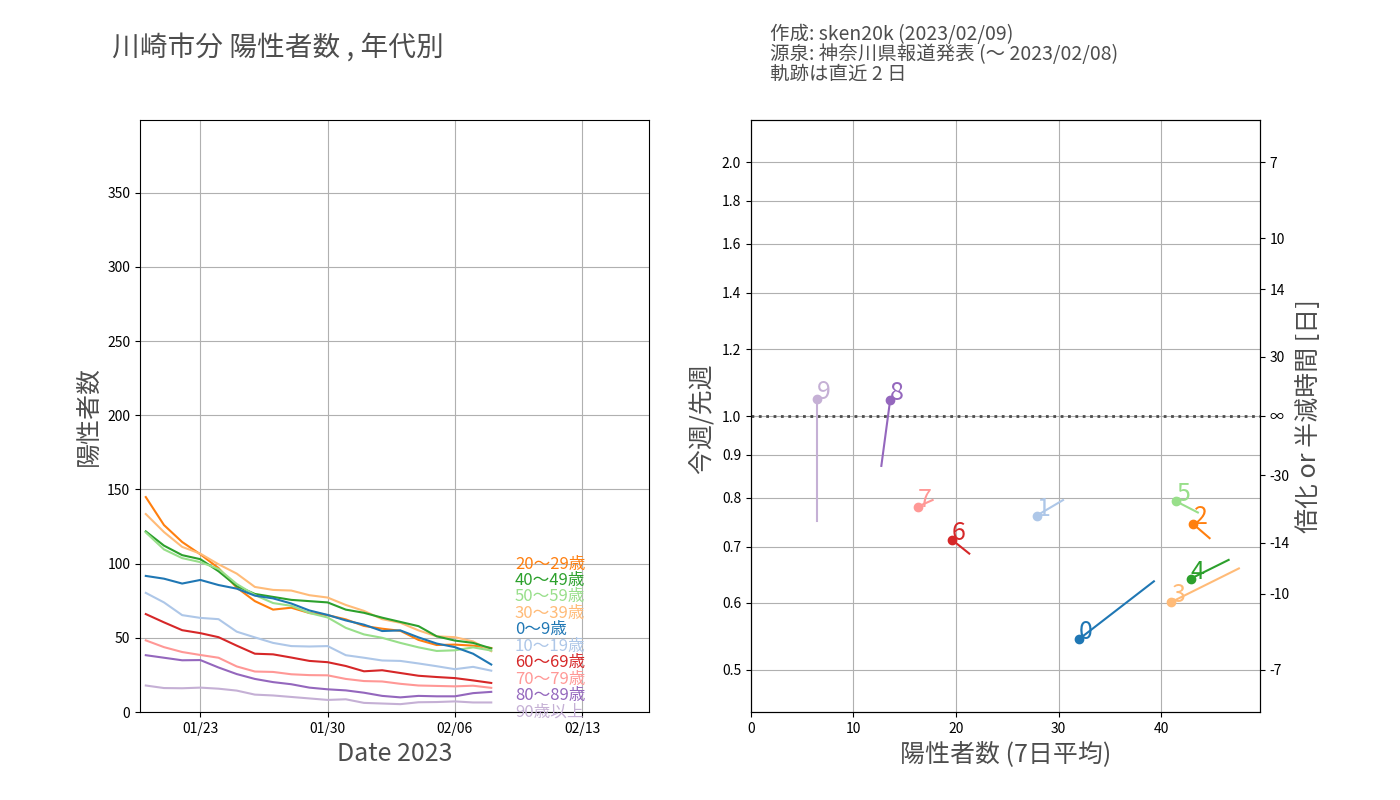 川崎市分 陽性者数 , 年代別
作成: sken20k (2023/02/09)
源泉: 神奈川県報道発表 (〜 2023/02/08)
軌跡は直近 2 日
陽性者数
350
300
250
200
150
100
50
0
20〜29歳
40〜49歳
50〜59歳
30〜39歳
0〜9歳
10〜19歳
60〜69歳
70〜79歳
80〜89歳
90歳以上
01/23
01/30
02/06
02/13
Date 2023
今週/先週
2.0
1.8
1.6
1.4
1.2
1.0
0.9
0.8
0.7
0.6
0.5
9
8
7
6
1
5
2
4
3
0
7
10
14
30
∞
-30
-14
-10
-7
倍化 or 半減時間 [日]
0
10
20
30
40
陽性者数 (7日平均)